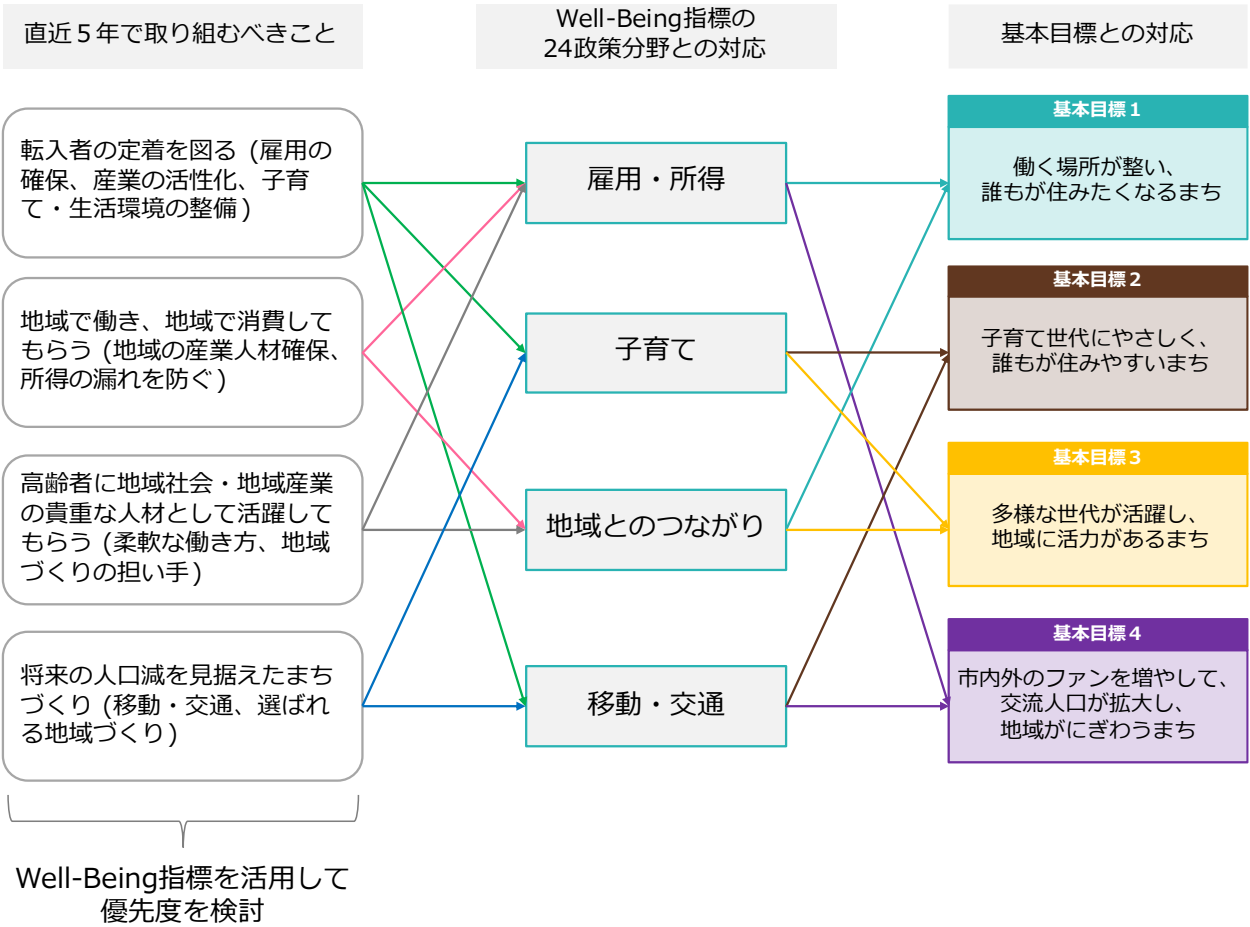 直近５年で取り組むべきこと
Well-Being指標の
24政策分野との対応
基本目標との対応
転入者の定着を図る (雇用の
確保、産業の活性化、子育
て・生活環境の整備)
地域で働き、地域で消費して
もらう (地域の産業人材確保、
所得の漏れを防ぐ)
高齢者に地域社会・地域産業
の貴重な人材として活躍して
もらう (柔軟な働き方、地域
づくりの担い手)
将来の人口減を見据えたまち
づくり (移動・交通、選ばれ
る地域づくり)
Well-Being指標を活用して
優先度を検討
雇用・所得
子育て
地域とのつながり
移動・交通
基本目標１
働く場所が整い、
誰もが住みたくなるまち
基本目標２
子育て世代にやさしく、
誰もが住みやすいまち
基本目標３
多様な世代が活躍し、
地域に活力があるまち
基本目標４
市内外のファンを増やして、
交流人口が拡大し、
地域がにぎわうまち